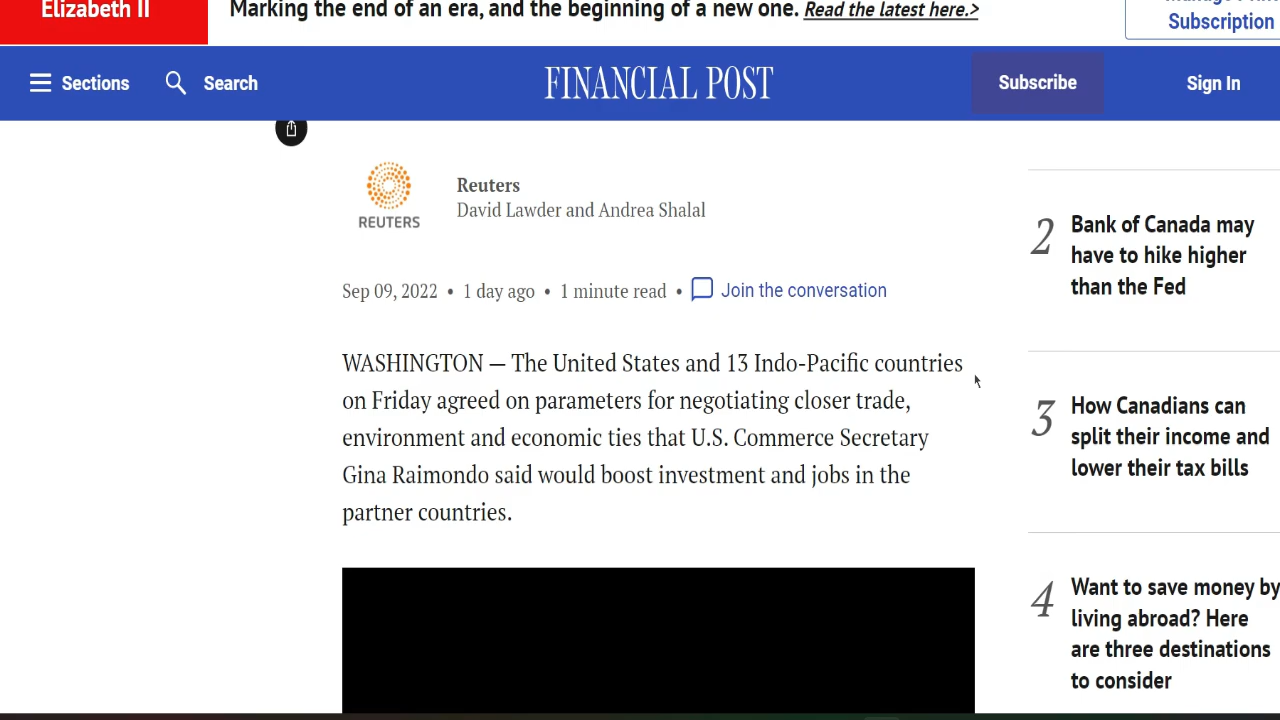 Elizabeth II
Marking the end of an era, and the beginning of a new one. Read the latest here.>
Subscription
Sections
Search
FINANCIAL POST
Subscribe
Sign In
REUTERS
Reuters
David Lawder and Andrea Shalal
Sep 09, 2022 • 1 day ago • 1 minute read • Join the conversation
WASHINGTON — The United States and 13 Indo-Pacific countries
on Friday agreed on parameters for negotiating closer trade,
environment and economic ties that U.S. Commerce Secretary
Gina Raimondo said would boost investment and jobs in the
partner countries.
2
Bank of Canada may
have to hike higher
than the Fed
3
How Canadians can
split their income and
lower their tax bills
4
Want to save money by
living abroad? Here
are three destinations
to consider